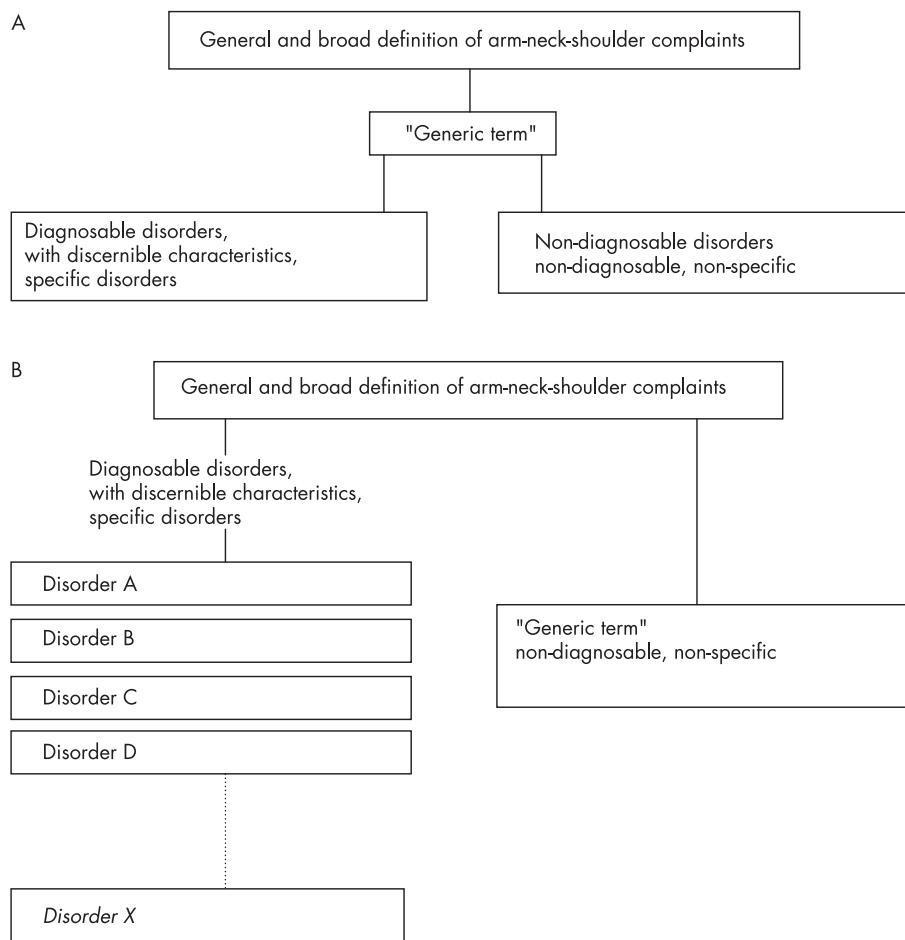 A
General and broad definition of arm-neck-shoulder complaints
"Generic term"
Diagnosable disorders,
with discernible characteristics,
specific disorders
Non-diagnosable disorders
non-diagnosable, non-specific
B
General and broad definition of arm-neck-shoulder complaints
Diagnosable disorders,
with discernible characteristics,
specific disorders
Disorder A
Disorder B
Disorder C
Disorder D
Disorder X
"Generic term"
non-diagnosable, non-specific